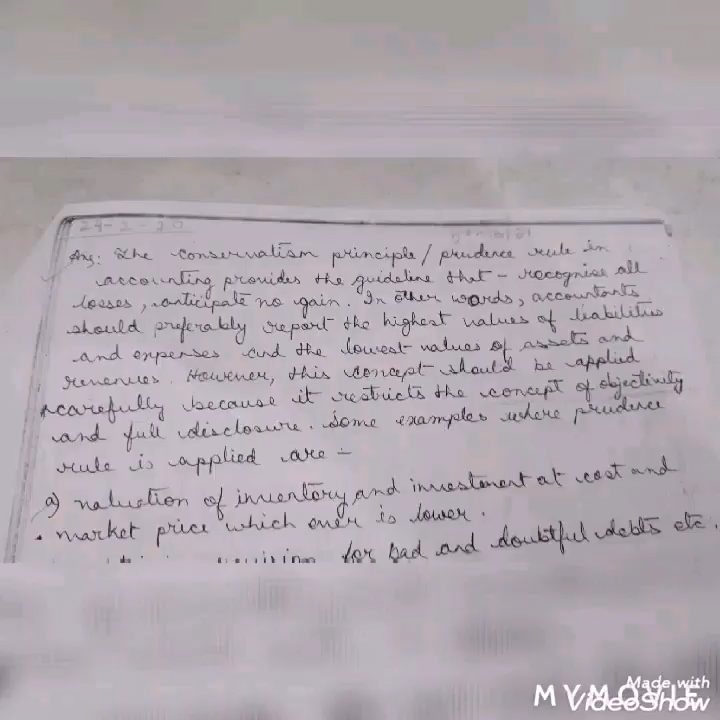 24-2-20
Ans: The conservatism principle / prudence rule in
accounting provides the guideline that - recognise all
losses, anticipate no gain. In other words, accountants
should preferably report the highest values of liabilities
and expenses and the lowest values of assets and
revenues. However, this concept should be applied
carefully because it restricts the concept of objectivity
and full disclosure. Some examples where prudence
rule is applied are -
a) valuation of inventory and investment at cost and
market price which ever is lower.
for bad and doubtful debts etc.
Made with
MYMOVIE
VideoShow